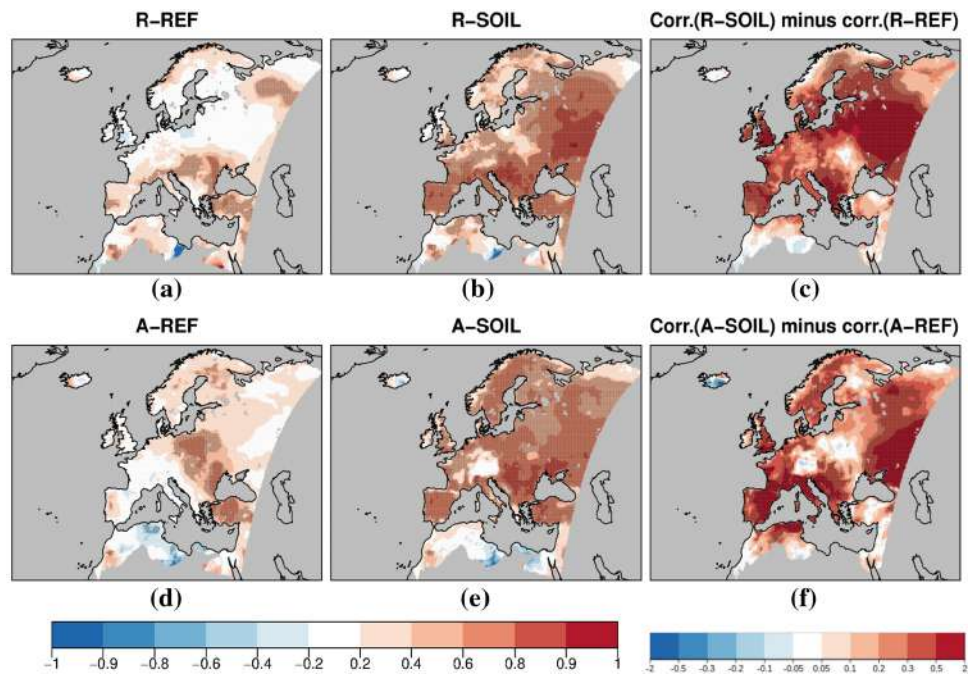 R−REF R−SOIL Corr.(R−SOIL) minus corr.(R−REF)
(a) (b) (c)
A−REF A−SOIL Corr.(A−SOIL) minus corr.(A−REF)
(d) (e) (f)
−1 −0.9 −0.8 −0.6 −0.4 −0.2 0.2 0.4 0.6 0.8 0.9 1
-2 -0.5 -0.3 -0.2 -0.1 -0.05 0.05 0.1 0.2 0.3 0.5 2